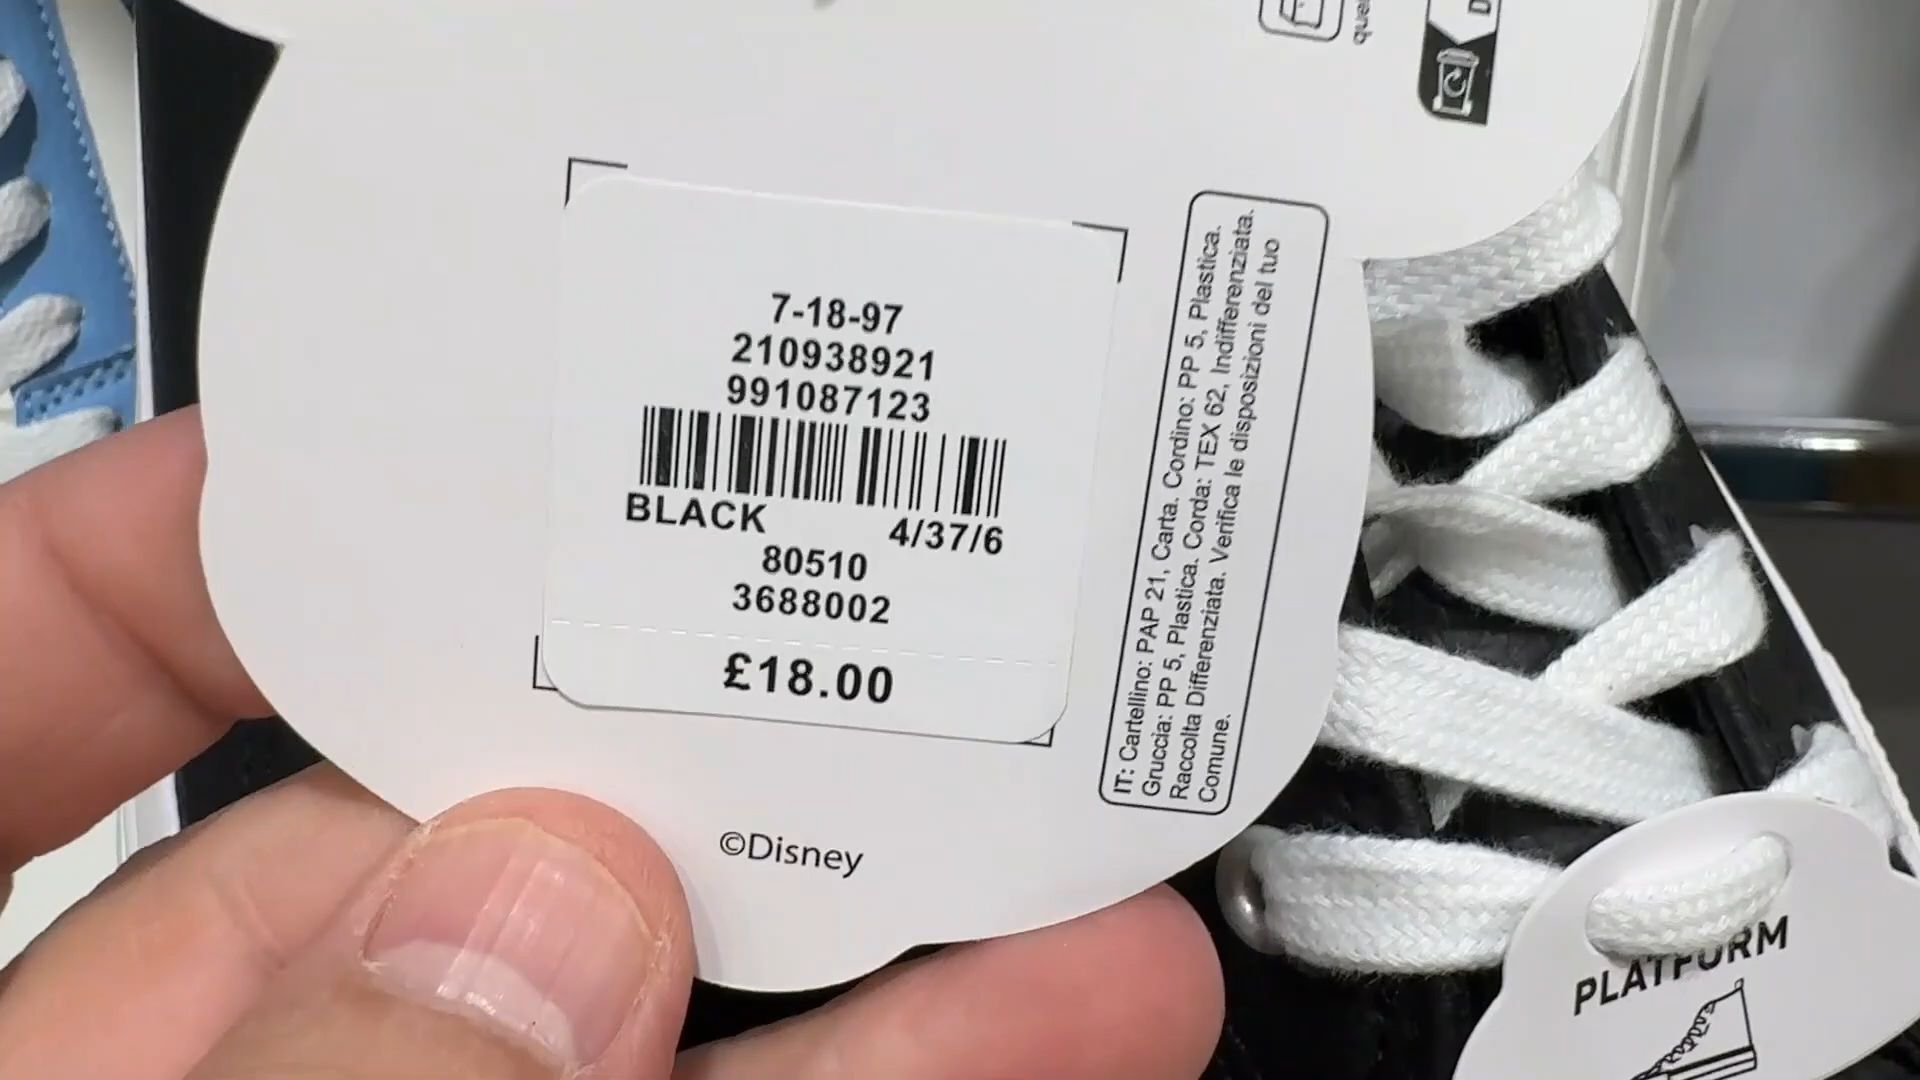 7-18-97
210938921
991087123
BLACK 4/37/6
80510
3688002
£18.00
©Disney
IT: Cartellino: PAP 21, Carta. Cordino: PP 5, Plastica.
Gruccia: PP 5, Plastica. Corda: TEX 62, Indifferenziata.
Raccolta Differenziata. Verifica le disposizioni del tuo
Comune.
PLATFORM